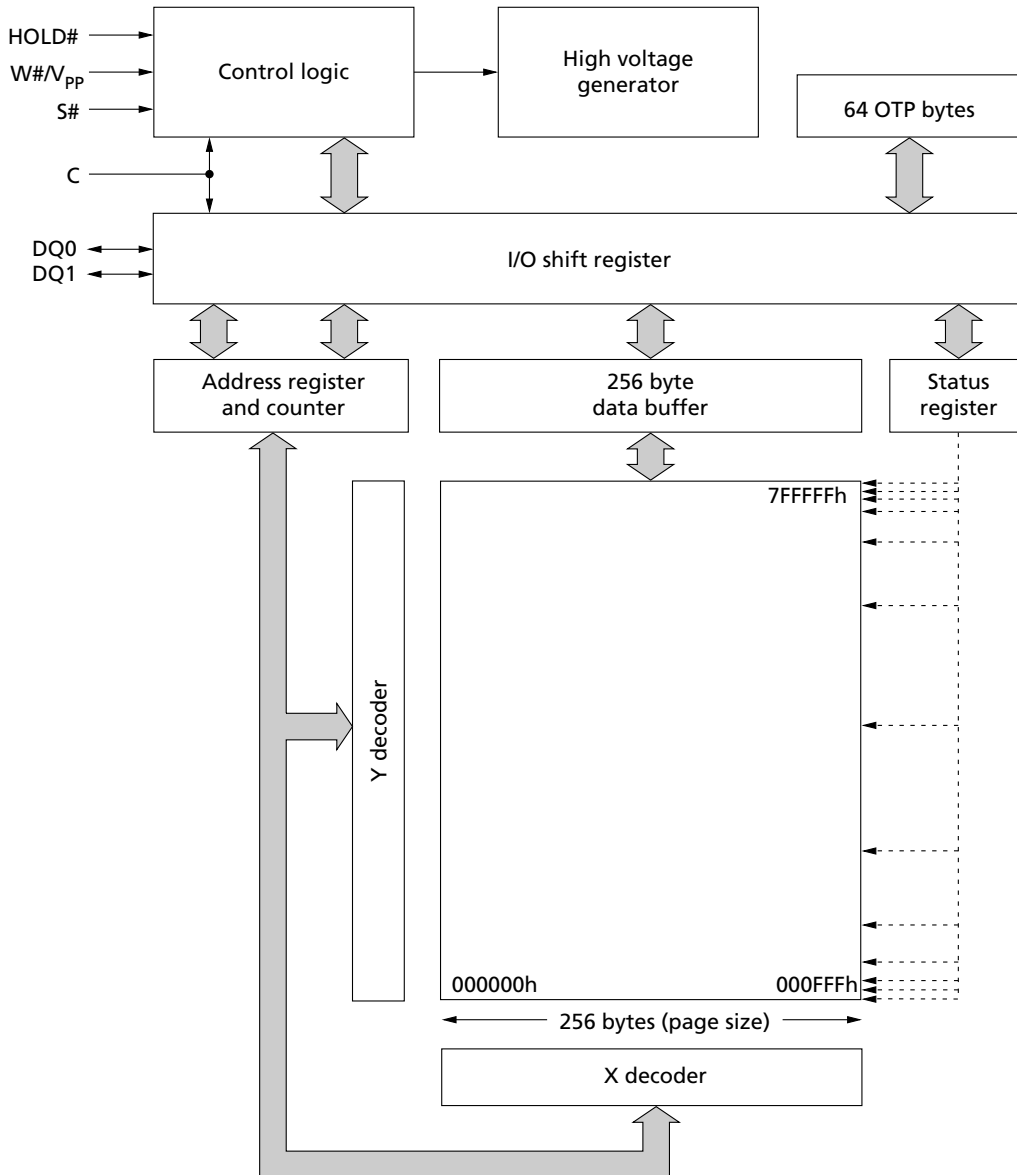 HOLD#
W#/VPP
S#
Control logic
High voltage
generator
64 OTP bytes
C
DQ0
DQ1
I/O shift register
Address register
and counter
256 byte
data buffer
Status
register
7FFFFFh
Y decoder
000000h
000FFFh
256 bytes (page size)
X decoder